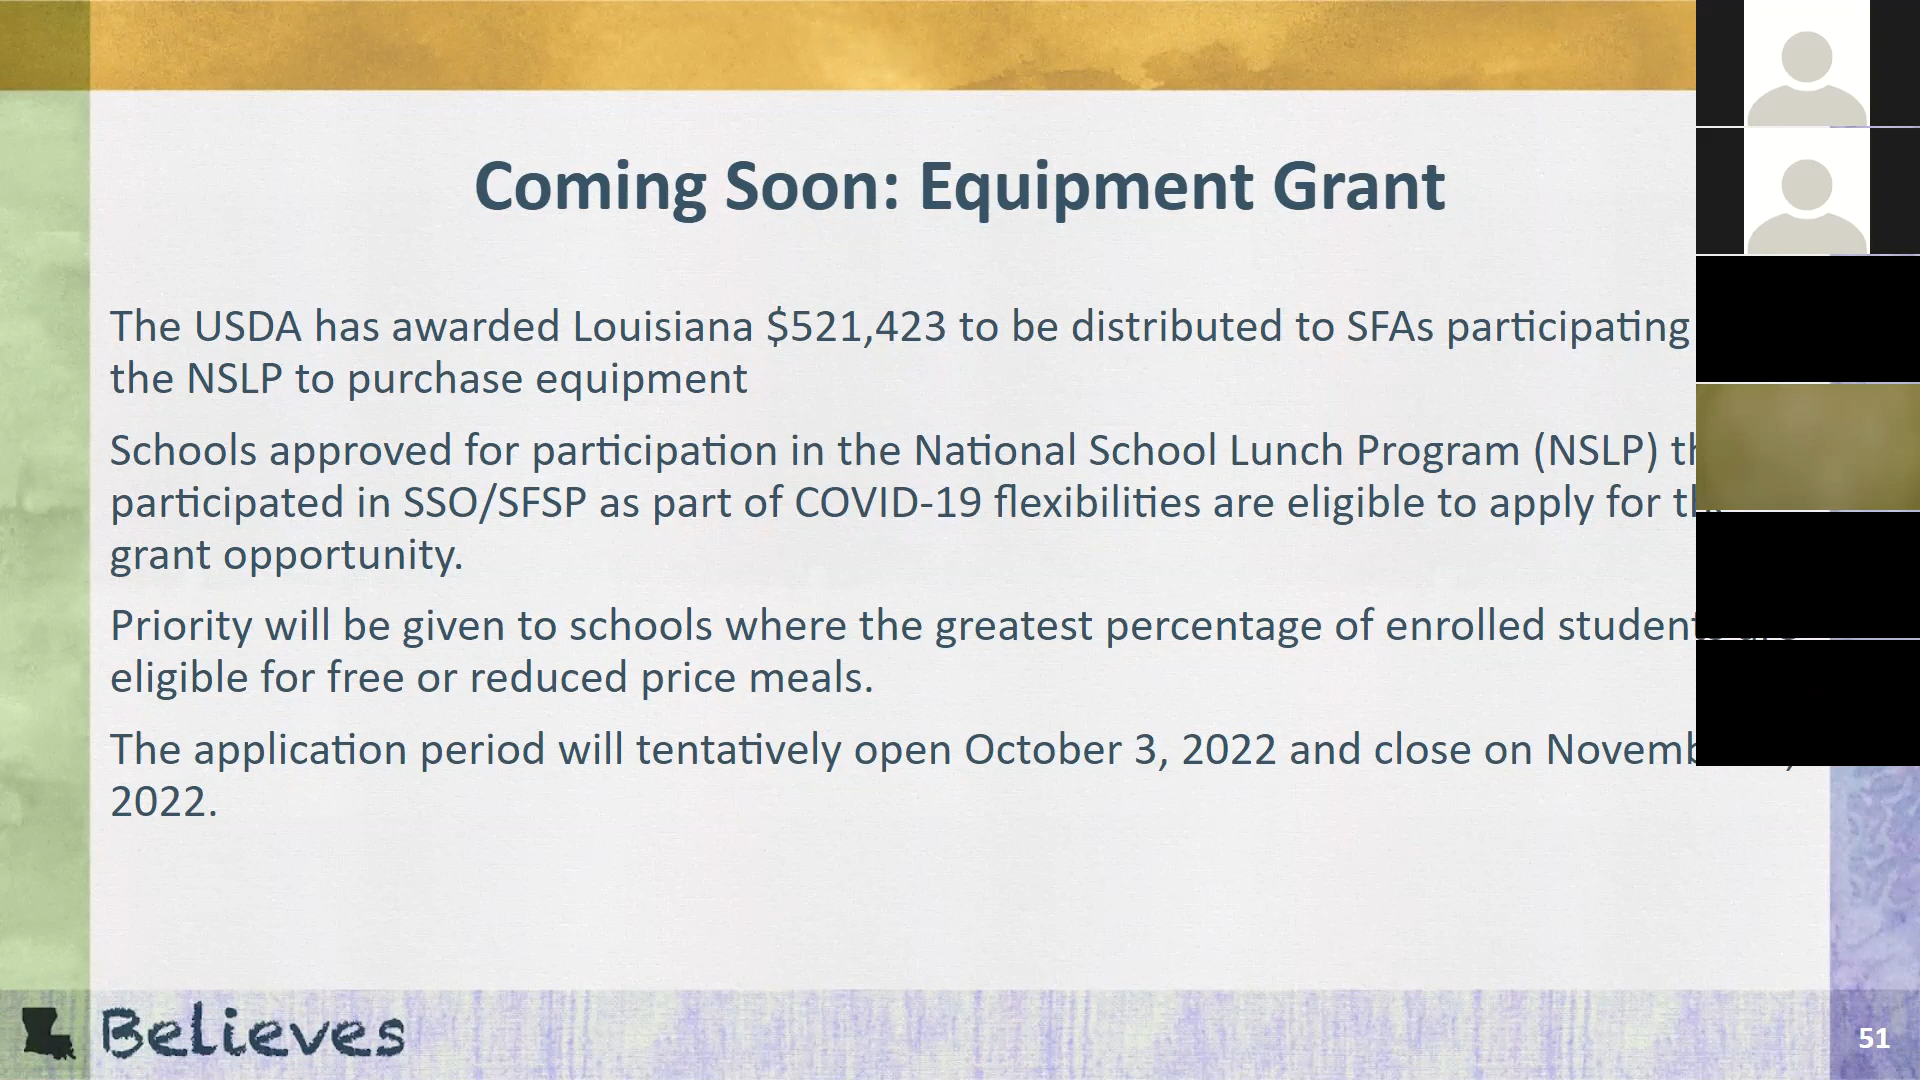 Coming Soon: Equipment Grant
The USDA has awarded Louisiana $521,423 to be distributed to SFAs participating
the NSLP to purchase equipment
Schools approved for participation in the National School Lunch Program (NSLP)
participated in SSO/SFSP as part of COVID-19 flexibilities are eligible to apply for
grant opportunity.
Priority will be given to schools where the greatest percentage of enrolled students
eligible for free or reduced price meals.
The application period will tentatively open October 3, 2022 and close on
2022.
Believes
51